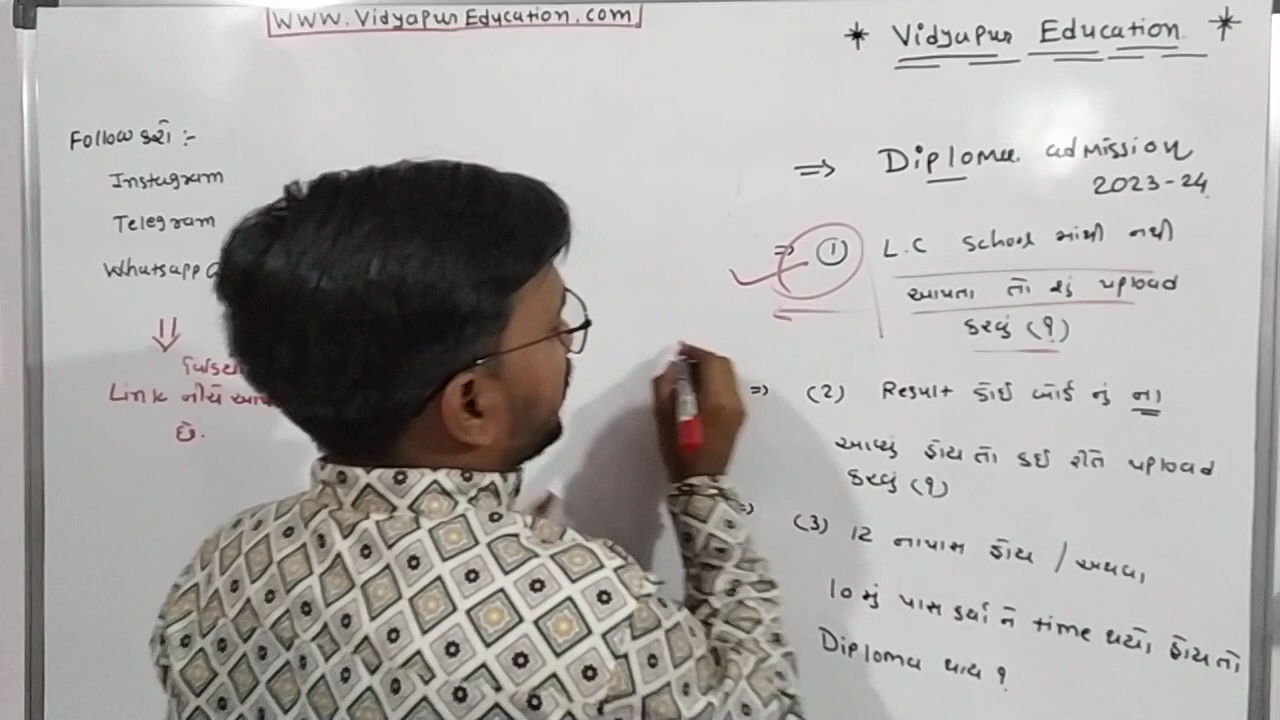 www.VidyapurEducation.com
* Vidyapur Education *
Follow કરો :-
Instagram
Telegram
Whatsapp
⇓
Link નીચે
છે.
⇒ Diploma admission
2023-24
⇒ (1) L.C School માંથી નથી
આપતા તો શું upload
કરવું (?)
⇒ (2) Result કોઈ બોર્ડ નું ના
આવ્યું હોય તો કઈ રીતે upload
કરવું (?)
⇒ (3) 12 નાપાસ હોય / અથવા
10 નું પાસ કર્યા ને time થયો હોય તો
Diploma થાય ?